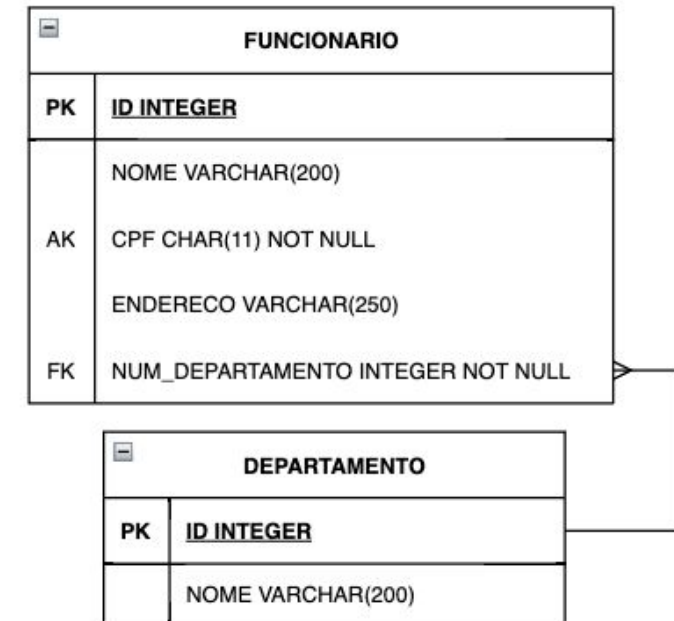 FUNCIONARIO
PK ID INTEGER
NOME VARCHAR(200)
AK CPF CHAR(11) NOT NULL
ENDERECO VARCHAR(250)
FK NUM_DEPARTAMENTO INTEGER NOT NULL
DEPARTAMENTO
PK ID INTEGER
NOME VARCHAR(200)